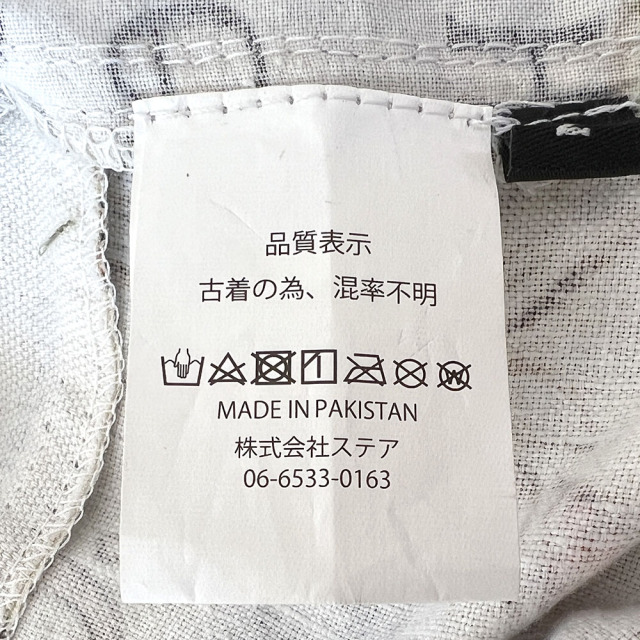 品質表示
古着の為、混率不明
MADE IN PAKISTAN
株式会社ステア
06-6533-0163